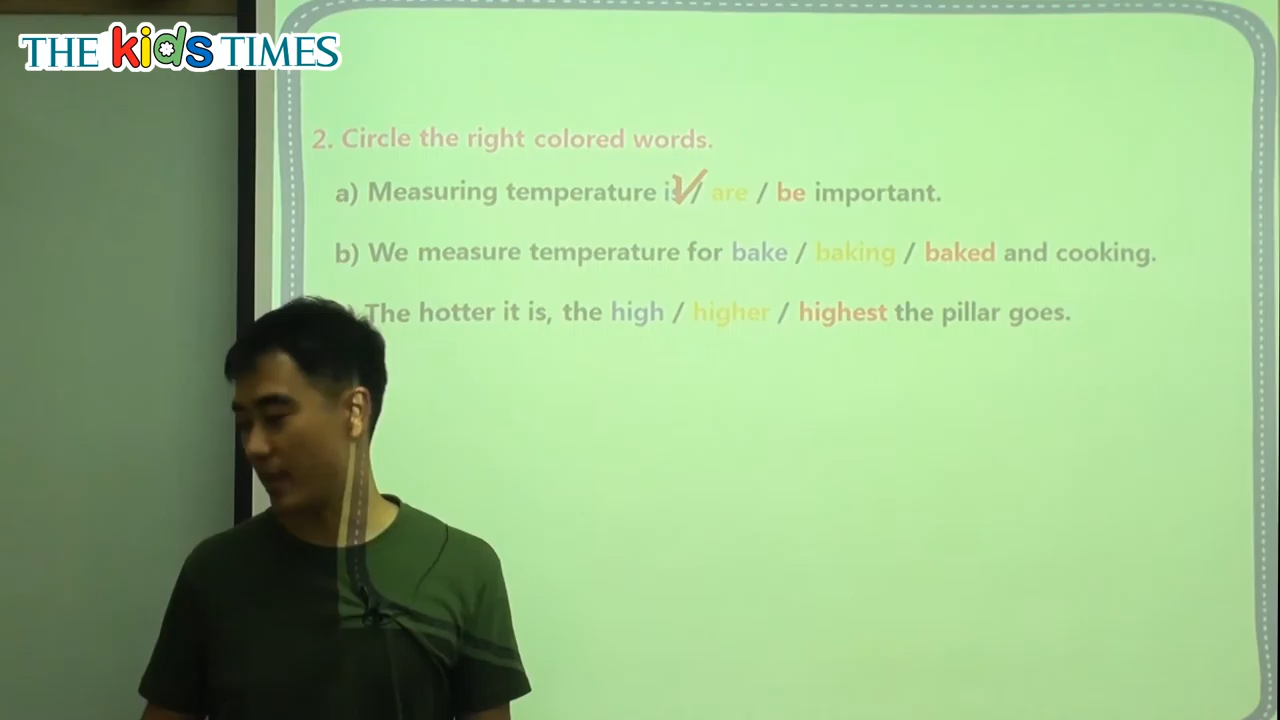 THE kids TIMES
2. Circle the right colored words.
a) Measuring temperature is / are / be important.
b) We measure temperature for bake / baking / baked and cooking.
The hotter it is, the high / higher / highest the pillar goes.